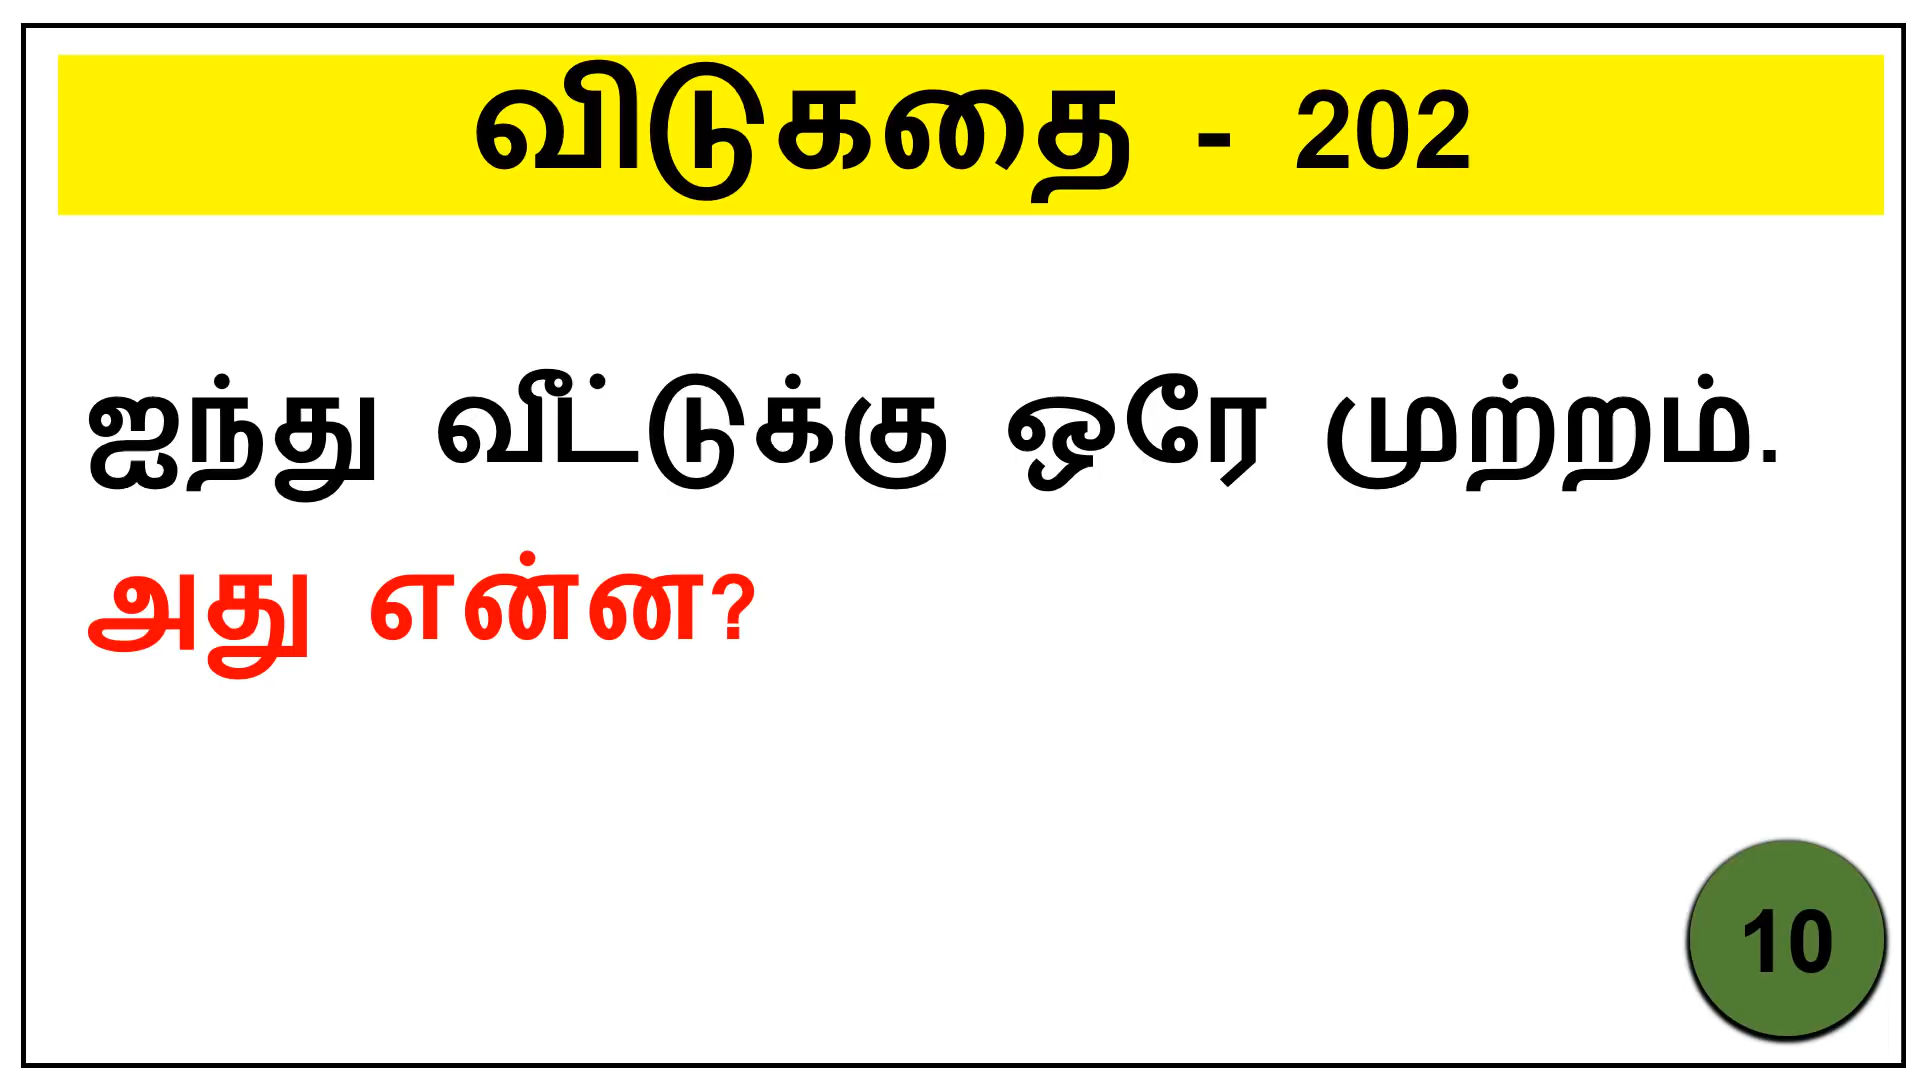 விடுகதை - 202
ஐந்து வீட்டுக்கு ஒரே முற்றம்.
அது என்ன?
10